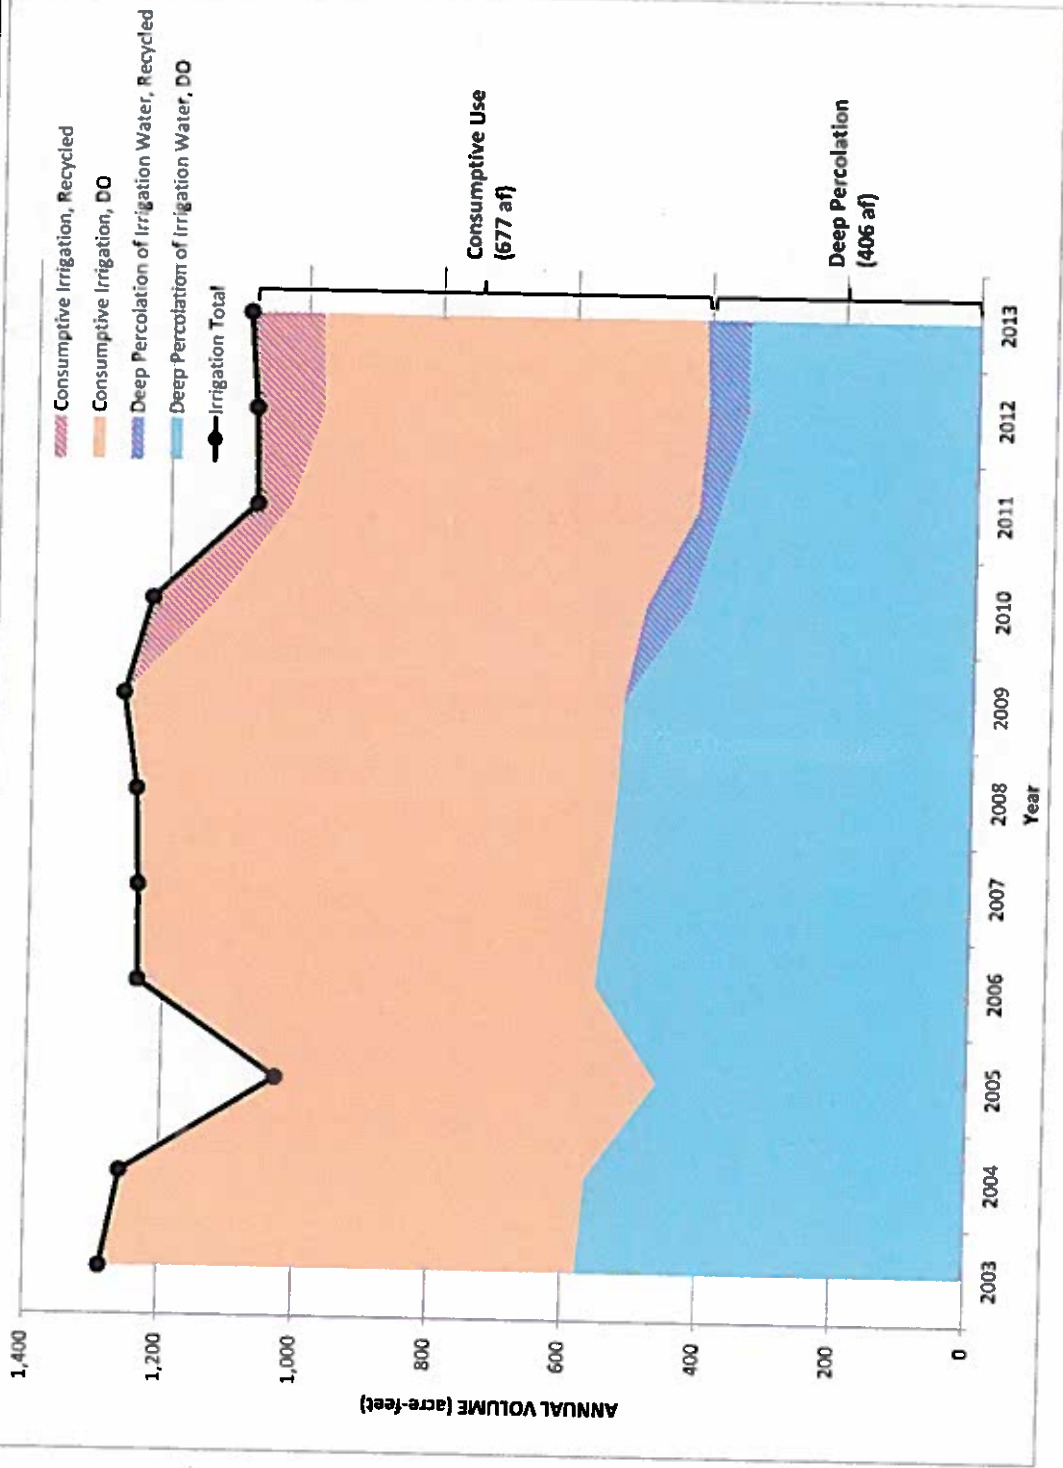 Consumptive Irrigation, Recycled
Consumptive Irrigation, DO
Deep Percolation of Irrigation Water, Recycled
Deep Percolation of Irrigation Water, DO
Irrigation Total
1,400
1,200
1,000
800
600
400
200
0
ANNUAL VOLUME (acre-feet)
2003
2004
2005
2006
2007
2008
2009
2010
2011
2012
2013
Year
Consumptive Use
(677 af)
Deep Percolation
(406 af)